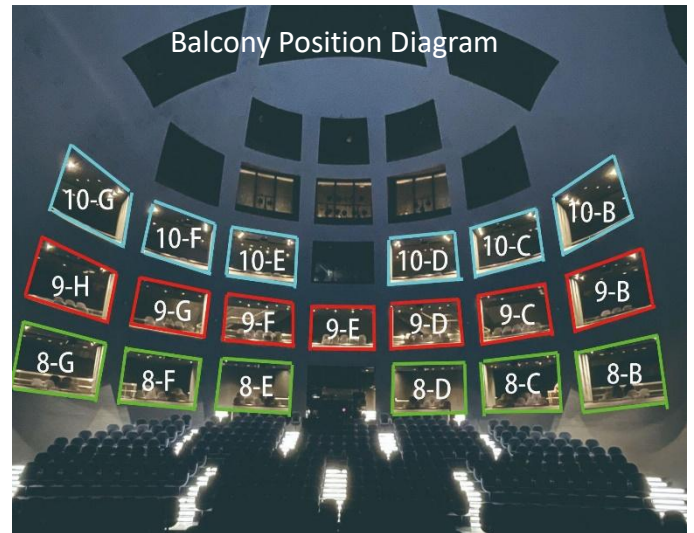 Balcony Position Diagram
10-G
10-F
10-E
10-D
10-C
10-B
9-H
9-G
9-F
9-E
9-D
9-C
9-B
8-G
8-F
8-E
8-D
8-C
8-B